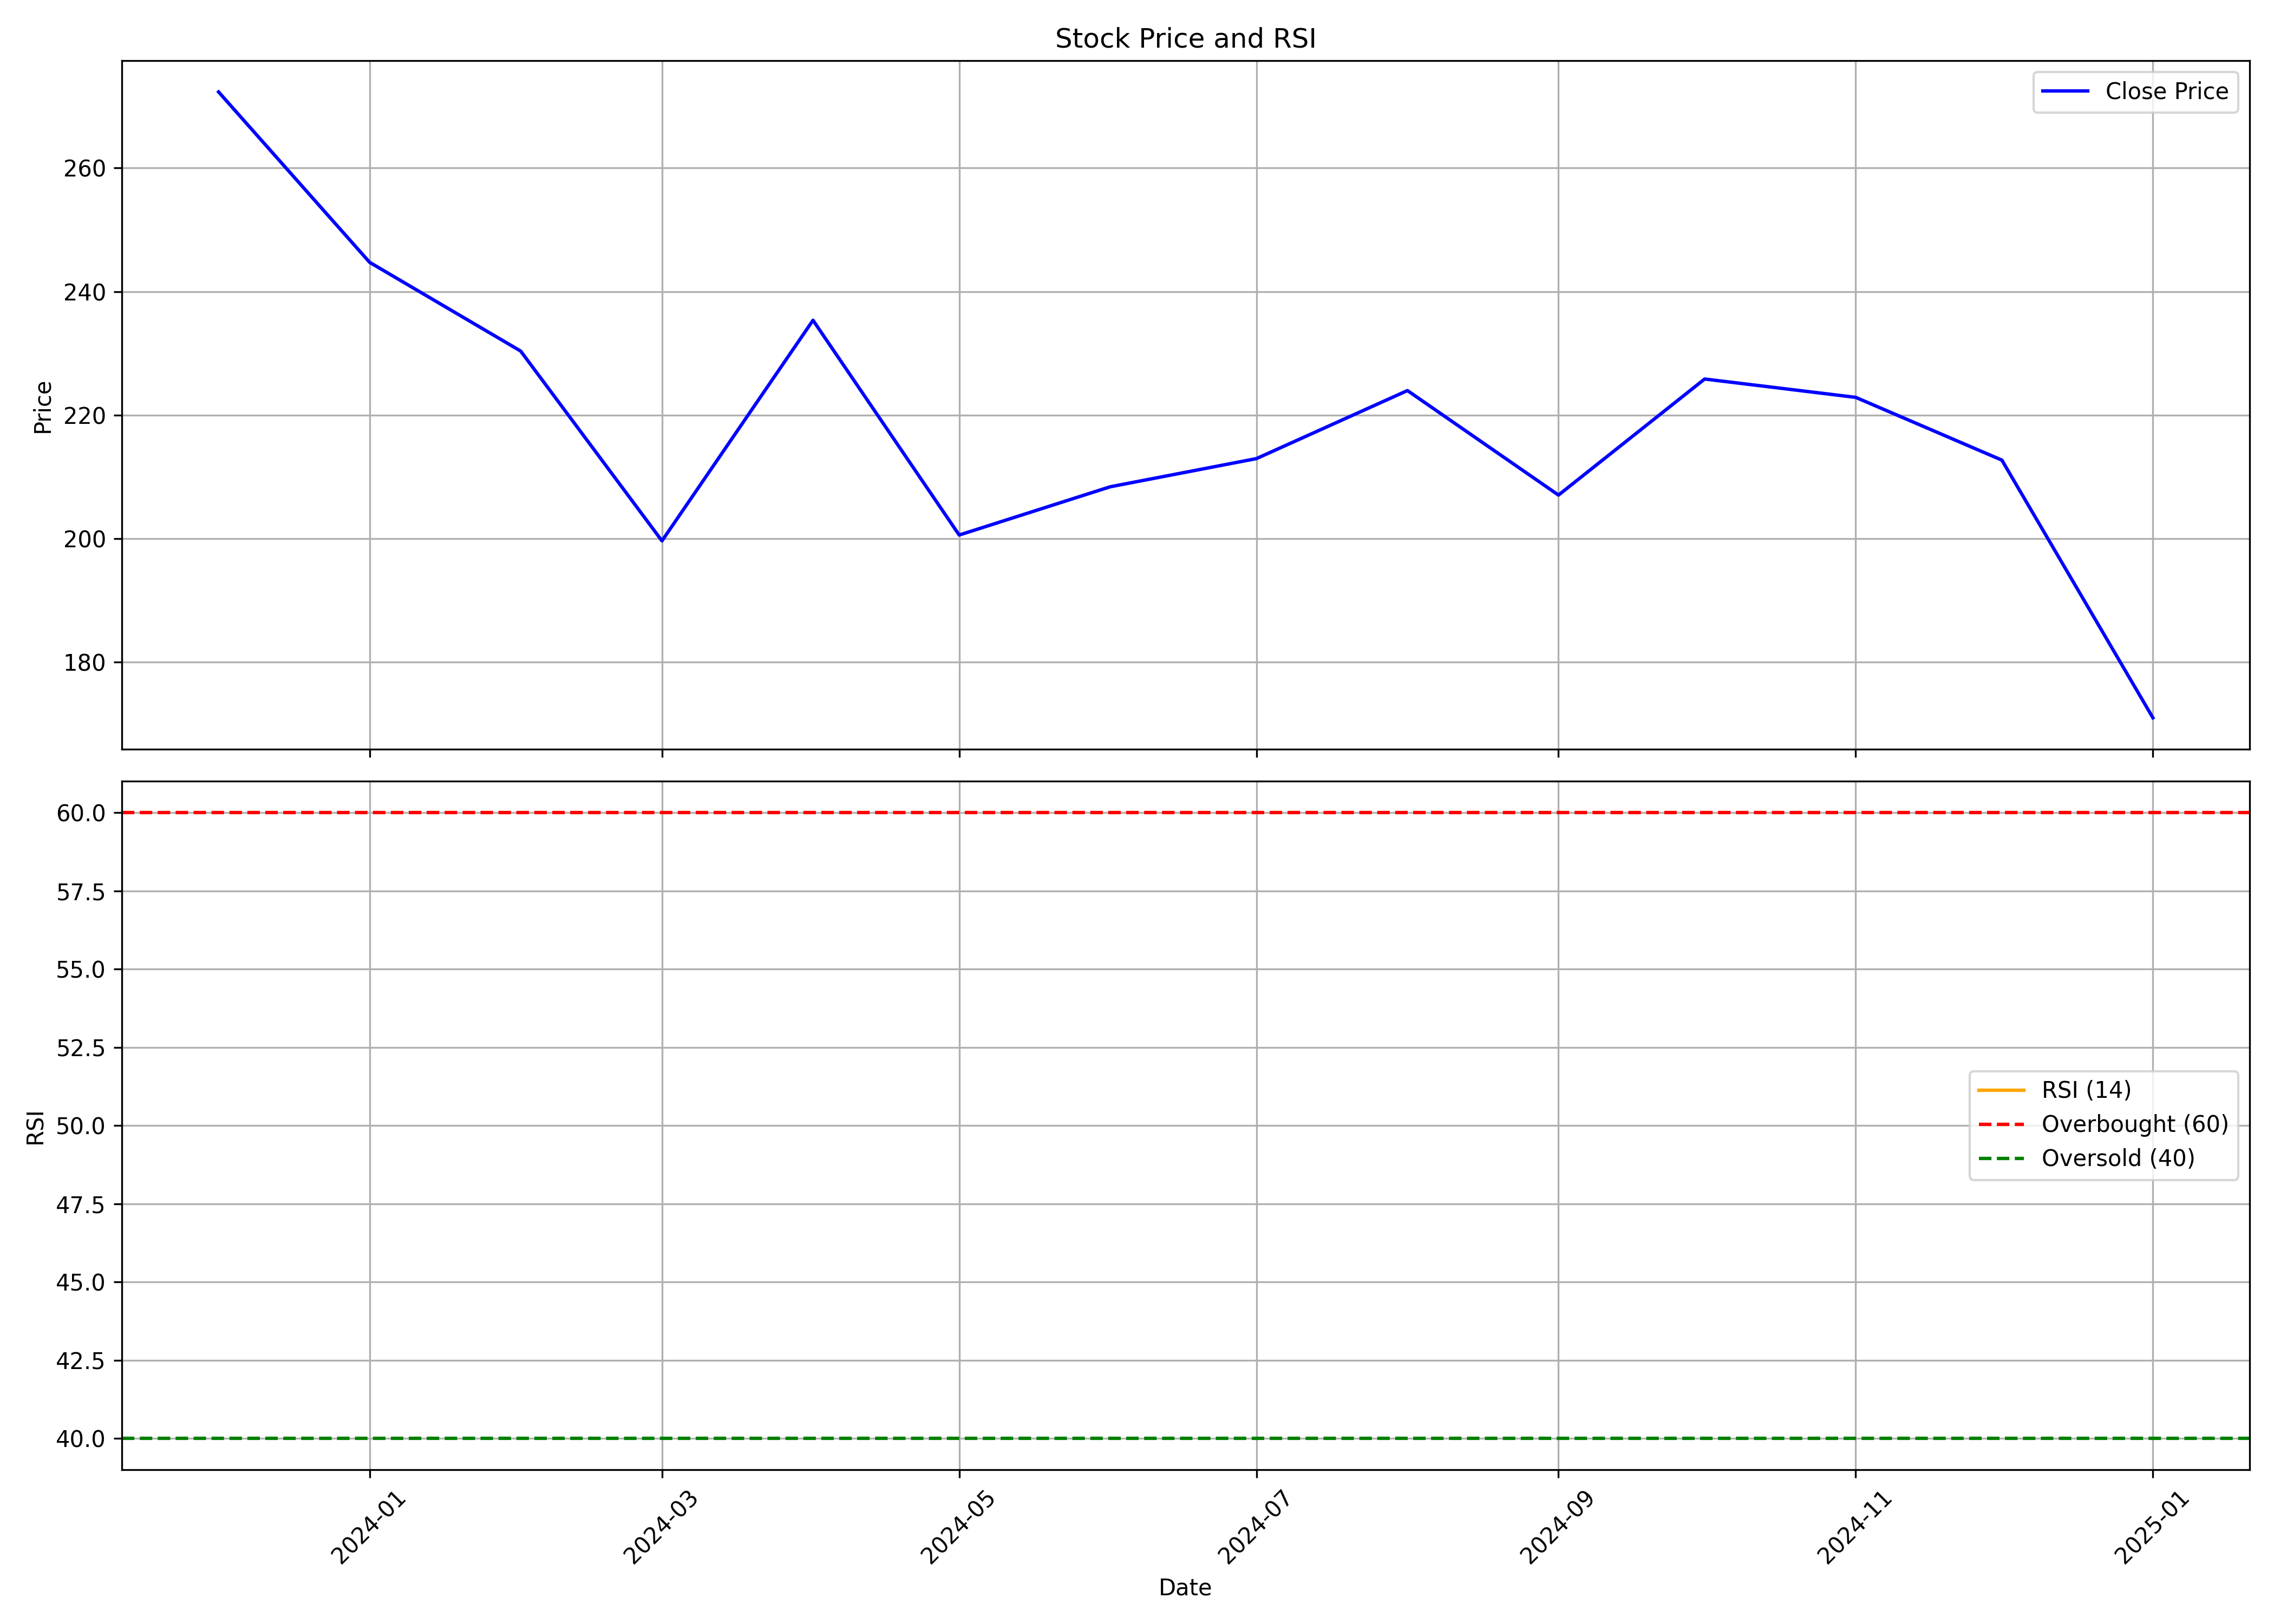 Stock Price and RSI
Close Price
Price
260
240
220
200
180
RSI
60.0
57.5
55.0
52.5
50.0
47.5
45.0
42.5
40.0
RSI (14)
Overbought (60)
Oversold (40)
2024-01
2024-03
2024-05
2024-07
2024-09
2024-11
2025-01
Date